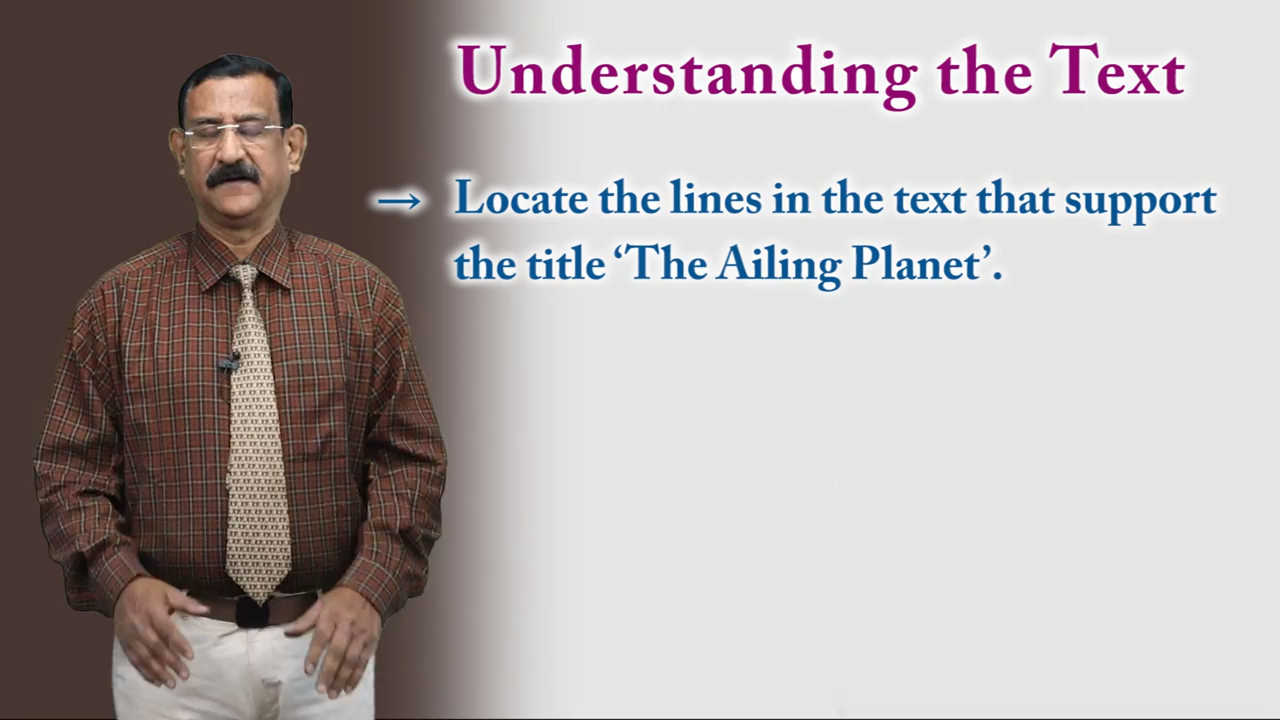 Understanding the Text
→ Locate the lines in the text that support
the title ‘The Ailing Planet’.